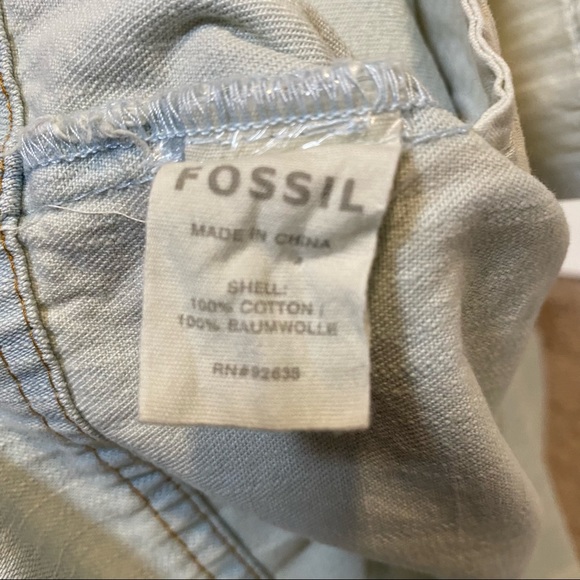 FOSSIL
MADE IN CHINA
SHELL:
100% COTTON /
100% BAUMWOLLE
RN#92635